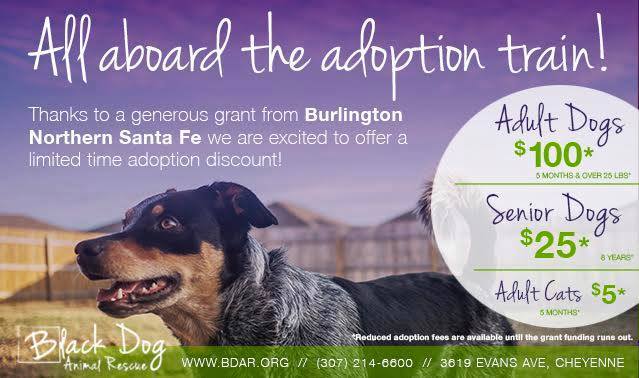 All aboard the adoption train!
Thanks to a generous grant from Burlington
Northern Santa Fe we are excited to offer a
limited time adoption discount!
Adult Dogs
$100*
5 MONTHS & OVER 25 LBS*
Senior Dogs
$25*
8 YEARS*
Adult Cats $5*
5 MONTHS*
*Reduced adoption fees are available until the grant funding runs out.
Black Dog
Animal Rescue
WWW.BDAR.ORG // (307) 214-6600 // 3619 EVANS AVE, CHEYENNE